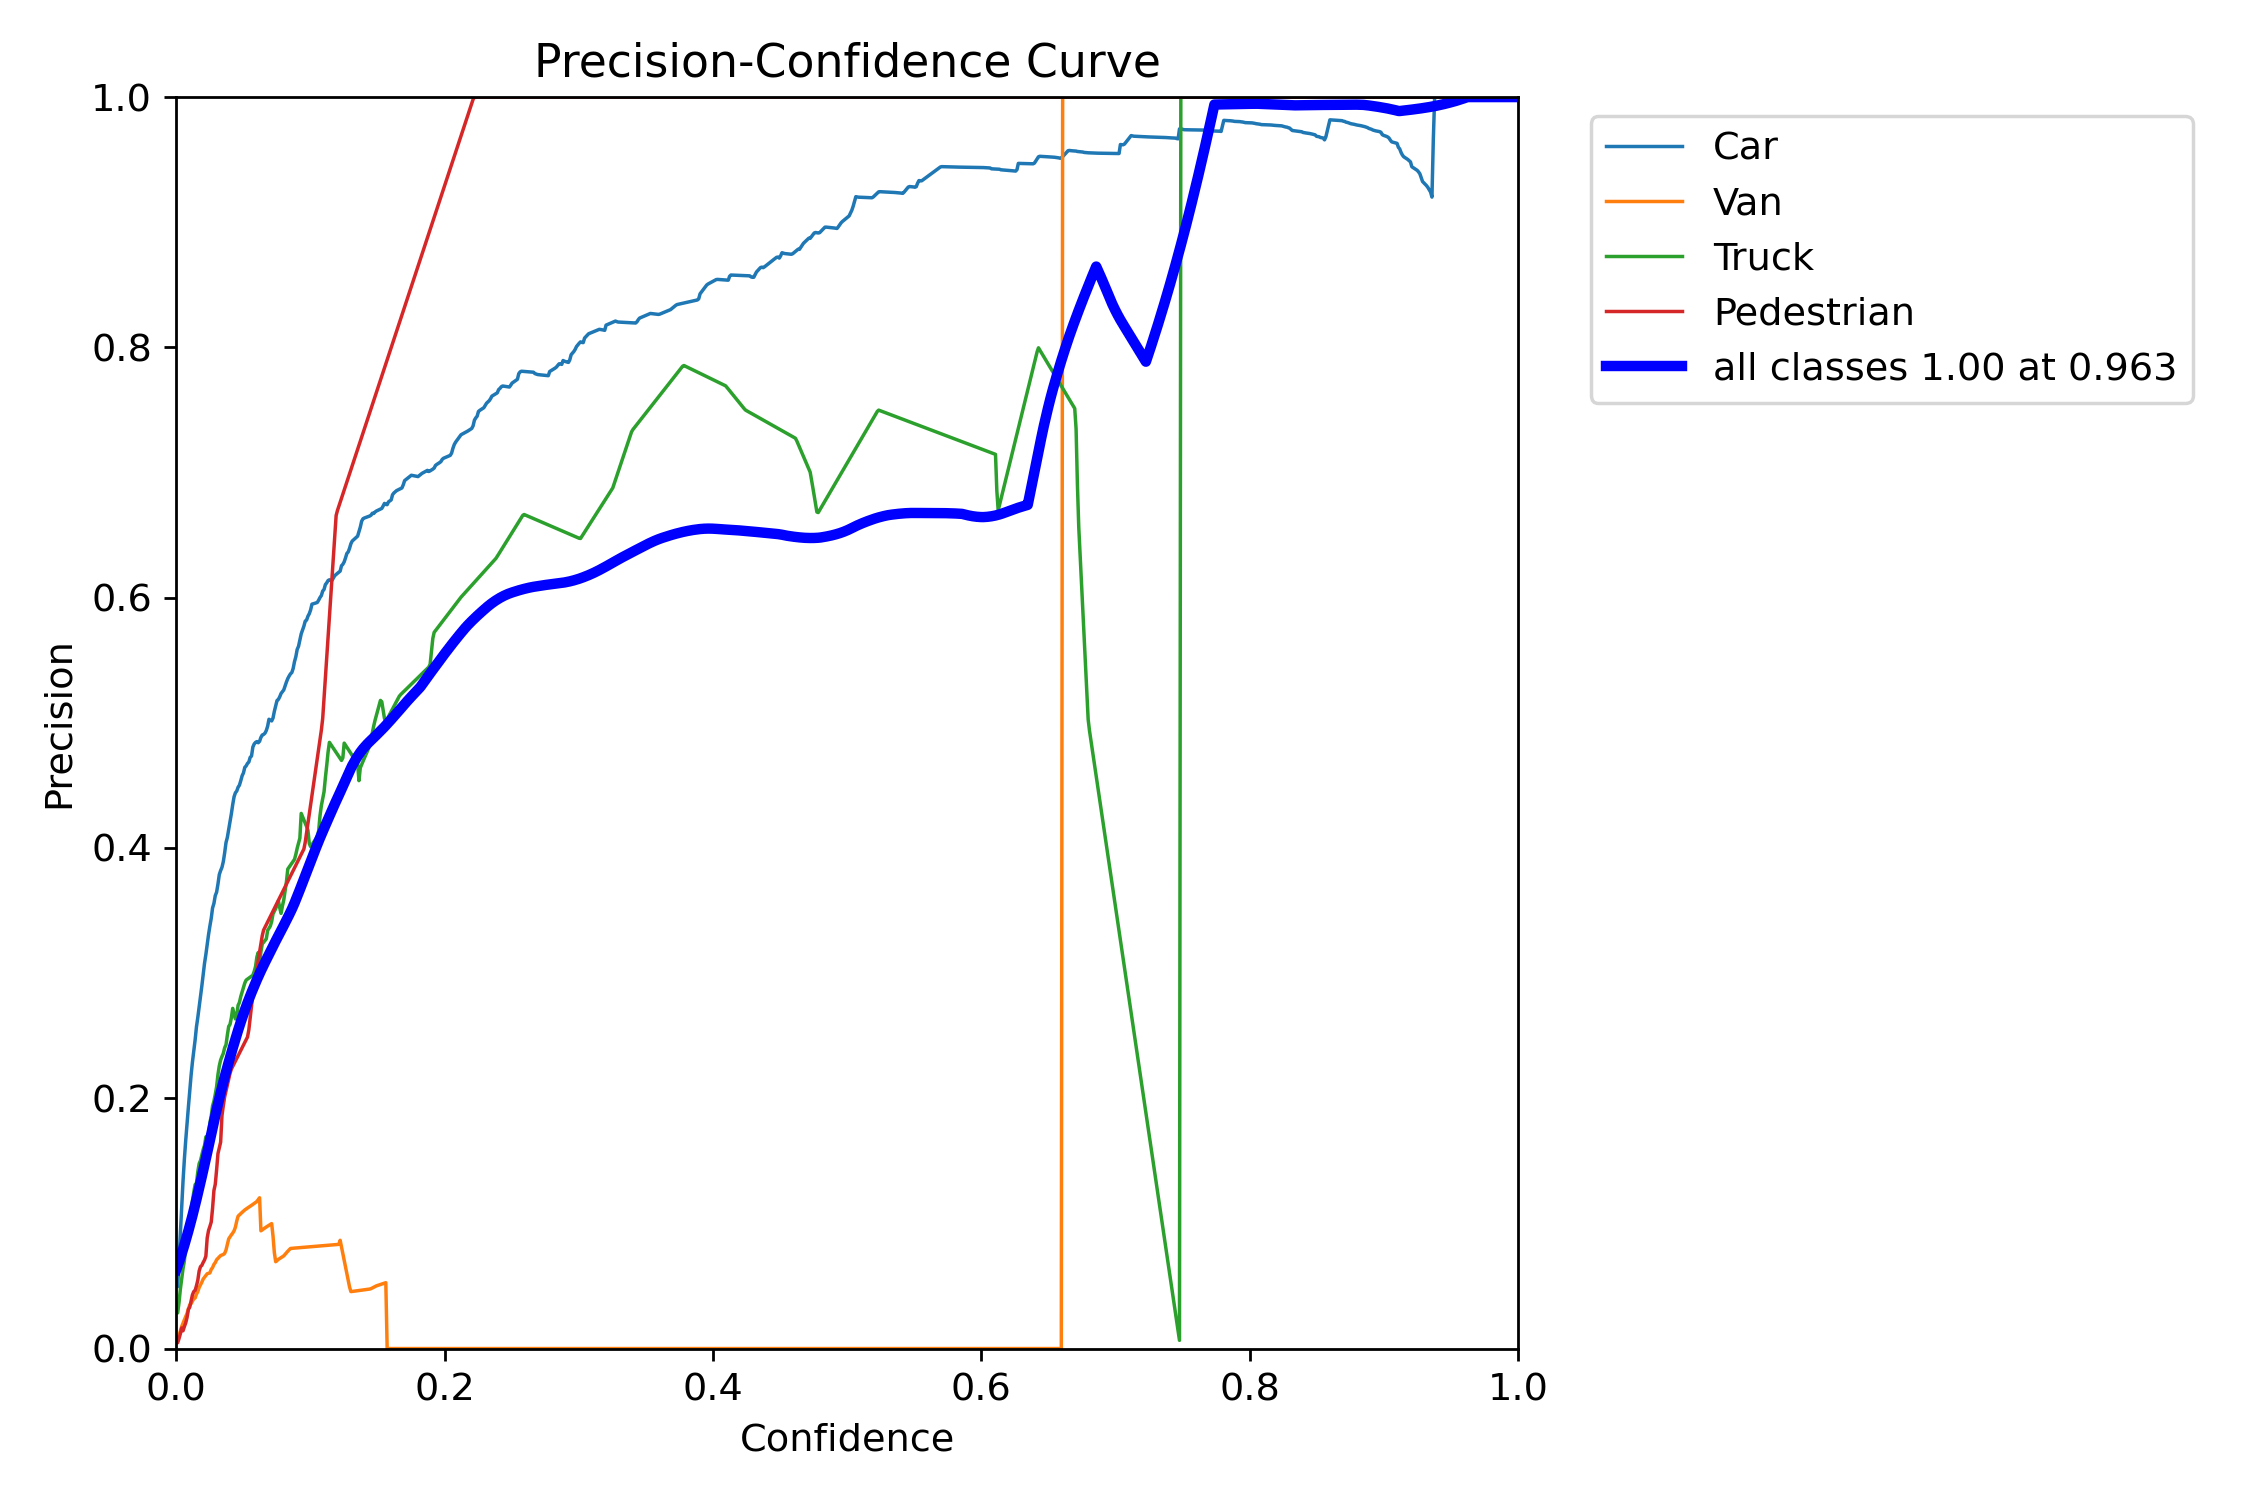 Precision-Confidence Curve
1.0
0.8
0.6
0.4
0.2
0.0
Precision
0.0 0.2 0.4 0.6 0.8 1.0
Confidence
Car
Van
Truck
Pedestrian
all classes 1.00 at 0.963